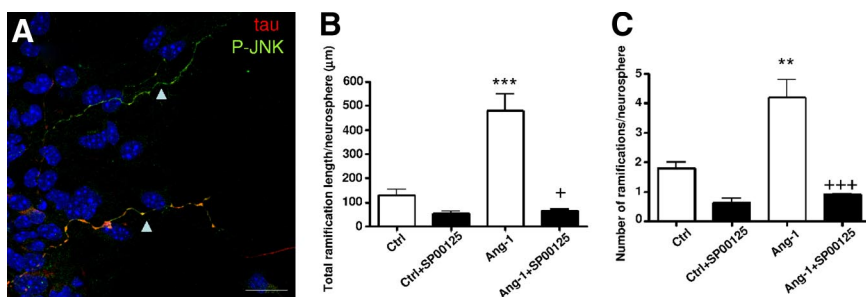 A
tau
P-JNK
B
Total ramification length/neurosphere (μm)
600
500
400
300
200
100
0
***
+
Ctrl
Ctrl+SP00125
Ang-1
Ang-1+SP00125
C
Number of ramifications/neurosphere
5
4
3
2
1
0
**
+++
Ctrl
Ctrl+SP00125
Ang-1
Ang-1+SP00125